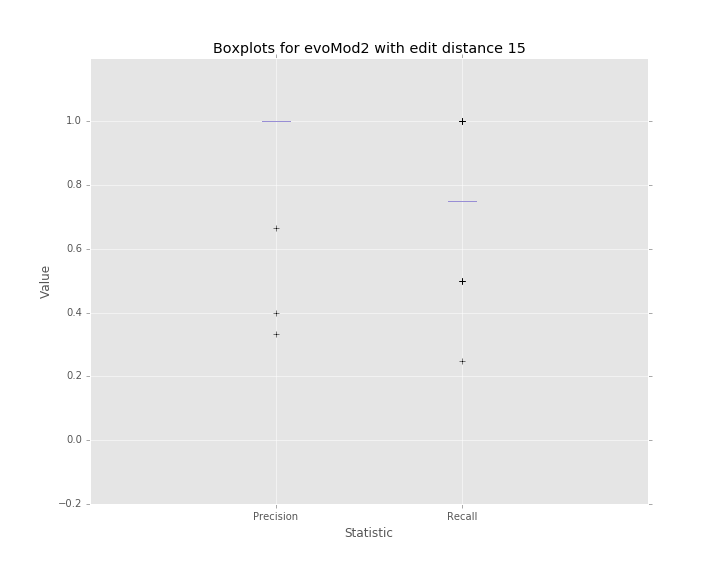 Boxplots for evoMod2 with edit distance 15
1.0
0.8
0.6
0.4
0.2
0.0
−0.2
Value
Precision
Recall
Statistic